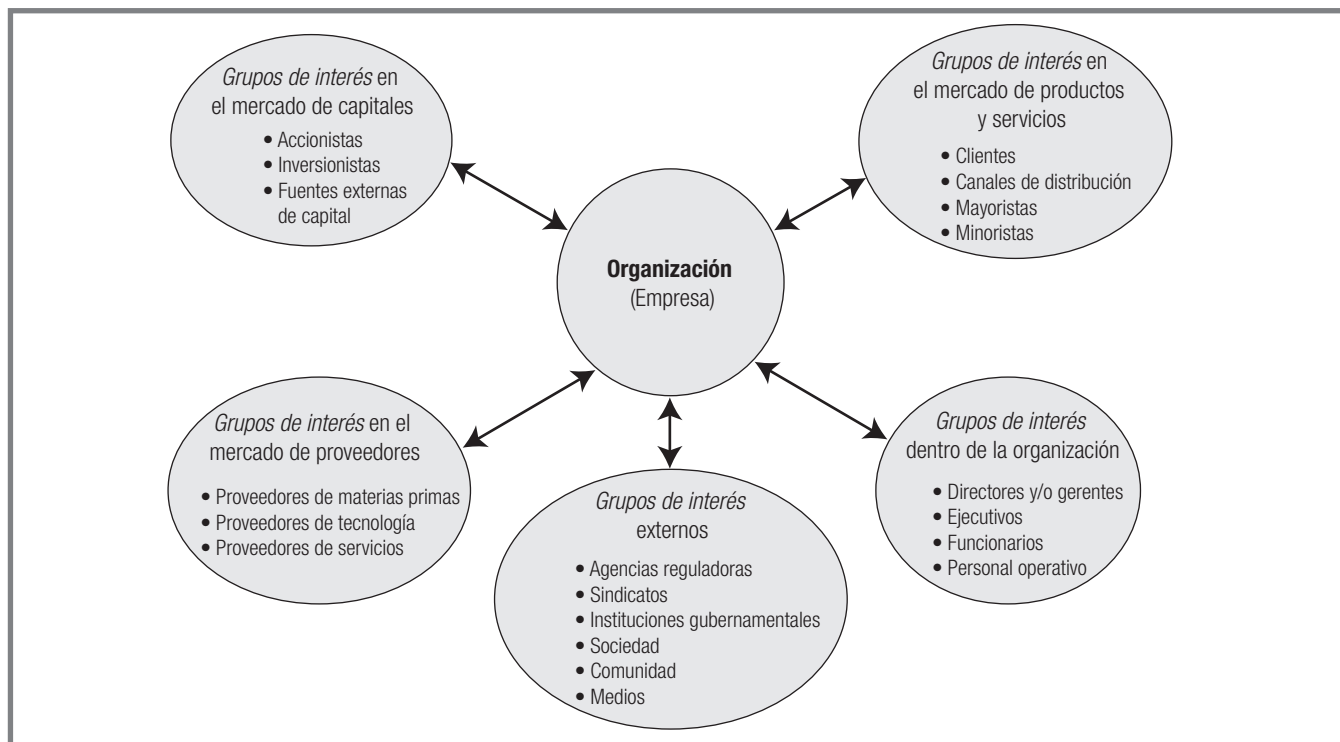 Grupos de interés en
el mercado de capitales
• Accionistas
• Inversionistas
• Fuentes externas
de capital
Grupos de interés en
el mercado de productos
y servicios
• Clientes
• Canales de distribución
• Mayoristas
• Minoristas
Organización
(Empresa)
Grupos de interés en el
mercado de proveedores
• Proveedores de materias primas
• Proveedores de tecnología
• Proveedores de servicios
Grupos de interés
externos
• Agencias reguladoras
• Sindicatos
• Instituciones gubernamentales
• Sociedad
• Comunidad
• Medios
Grupos de interés
dentro de la organización
• Directores y/o gerentes
• Ejecutivos
• Funcionarios
• Personal operativo